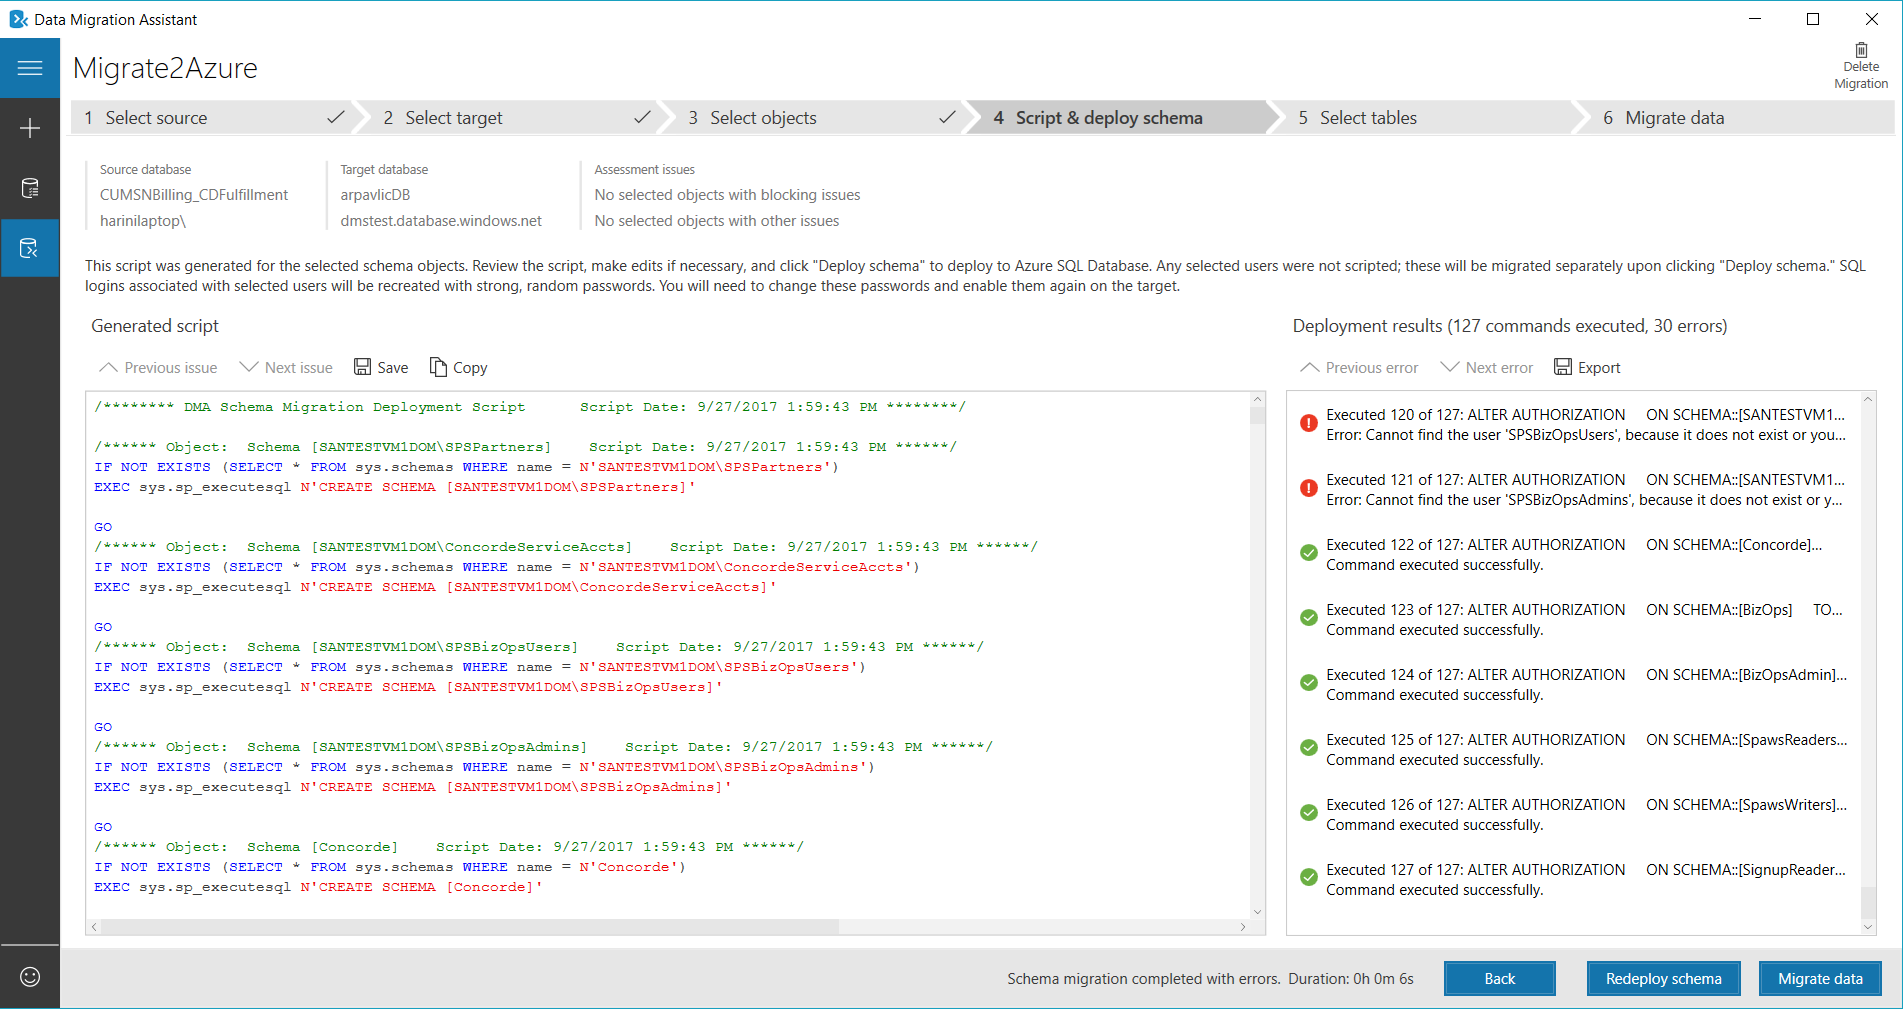 Data Migration Assistant
Migrate2Azure
Delete
Migration
1 Select source
2 Select target
3 Select objects
4 Script & deploy schema
5 Select tables
6 Migrate data
Source database
CUMSNBilling_CDFulfillment
harinilaptop\
Target database
arpavlicDB
dmstest.database.windows.net
Assessment issues
No selected objects with blocking issues
No selected objects with other issues
This script was generated for the selected schema objects. Review the script, make edits if necessary, and click "Deploy schema" to deploy to Azure SQL Database. Any selected users were not scripted; these will be migrated separately upon clicking "Deploy schema." SQL
logins associated with selected users will be recreated with strong, random passwords. You will need to change these passwords and enable them again on the target.
Generated script
Previous issue Next issue Save Copy
/******** DMA Schema Migration Deployment Script      Script Date: 9/27/2017 1:59:43 PM ********/
/****** Object:  Schema [SANTESTVM1DOM\SPSPartners]    Script Date: 9/27/2017 1:59:43 PM ******/
IF NOT EXISTS (SELECT * FROM sys.schemas WHERE name = N'SANTESTVM1DOM\SPSPartners')
EXEC sys.sp_executesql N'CREATE SCHEMA [SANTESTVM1DOM\SPSPartners]'
GO
/****** Object:  Schema [SANTESTVM1DOM\ConcordeServiceAccts]    Script Date: 9/27/2017 1:59:43 PM ******/
IF NOT EXISTS (SELECT * FROM sys.schemas WHERE name = N'SANTESTVM1DOM\ConcordeServiceAccts')
EXEC sys.sp_executesql N'CREATE SCHEMA [SANTESTVM1DOM\ConcordeServiceAccts]'
GO
/****** Object:  Schema [SANTESTVM1DOM\SPSBizOpsUsers]    Script Date: 9/27/2017 1:59:43 PM ******/
IF NOT EXISTS (SELECT * FROM sys.schemas WHERE name = N'SANTESTVM1DOM\SPSBizOpsUsers')
EXEC sys.sp_executesql N'CREATE SCHEMA [SANTESTVM1DOM\SPSBizOpsUsers]'
GO
/****** Object:  Schema [SANTESTVM1DOM\SPSBizOpsAdmins]    Script Date: 9/27/2017 1:59:43 PM ******/
IF NOT EXISTS (SELECT * FROM sys.schemas WHERE name = N'SANTESTVM1DOM\SPSBizOpsAdmins')
EXEC sys.sp_executesql N'CREATE SCHEMA [SANTESTVM1DOM\SPSBizOpsAdmins]'
GO
/****** Object:  Schema [Concorde]    Script Date: 9/27/2017 1:59:43 PM ******/
IF NOT EXISTS (SELECT * FROM sys.schemas WHERE name = N'Concorde')
EXEC sys.sp_executesql N'CREATE SCHEMA [Concorde]'
Deployment results (127 commands executed, 30 errors)
Previous error Next error Export
Executed 120 of 127: ALTER AUTHORIZATION ON SCHEMA::[SANTESTVM1...
Error: Cannot find the user 'SPSBizOpsUsers', because it does not exist or you...
Executed 121 of 127: ALTER AUTHORIZATION ON SCHEMA::[SANTESTVM1...
Error: Cannot find the user 'SPSBizOpsAdmins', because it does not exist or y...
Executed 122 of 127: ALTER AUTHORIZATION ON SCHEMA::[Concorde]...
Command executed successfully.
Executed 123 of 127: ALTER AUTHORIZATION ON SCHEMA::[BizOps] TO...
Command executed successfully.
Executed 124 of 127: ALTER AUTHORIZATION ON SCHEMA::[BizOpsAdmin]...
Command executed successfully.
Executed 125 of 127: ALTER AUTHORIZATION ON SCHEMA::[SpawsReaders...
Command executed successfully.
Executed 126 of 127: ALTER AUTHORIZATION ON SCHEMA::[SpawsWriters]...
Command executed successfully.
Executed 127 of 127: ALTER AUTHORIZATION ON SCHEMA::[SignupReader...
Command executed successfully.
Schema migration completed with errors. Duration: 0h 0m 6s
Back
Redeploy schema
Migrate data